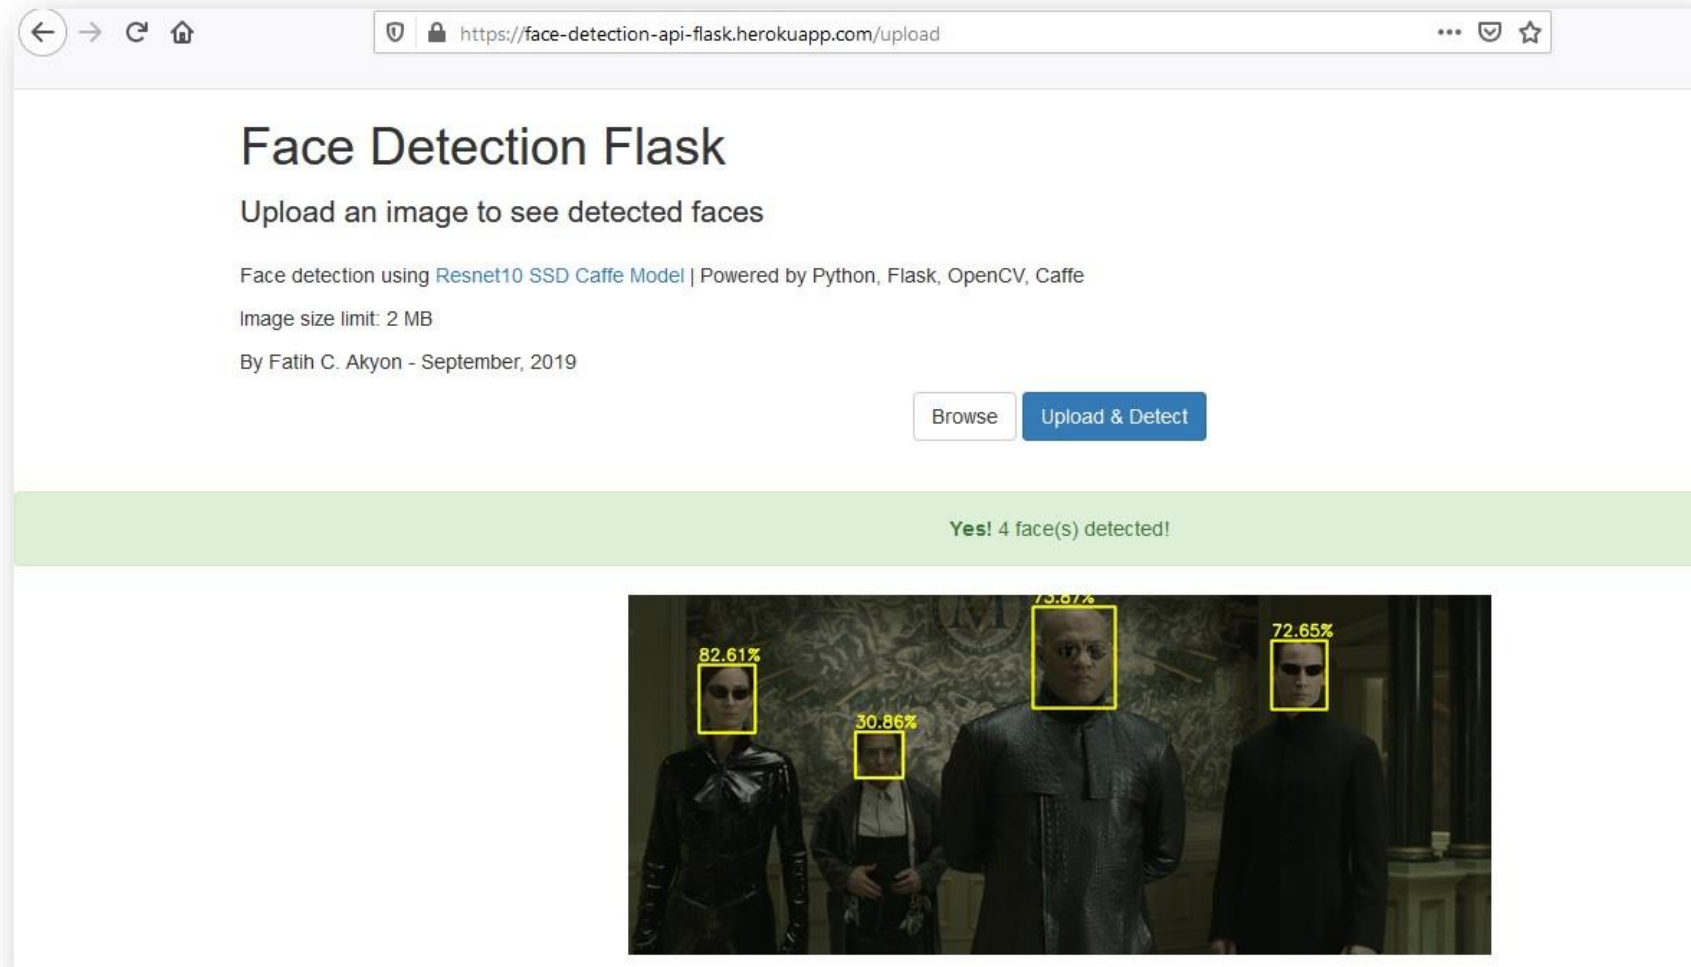 https://face-detection-api-flask.herokuapp.com/upload
Face Detection Flask
Upload an image to see detected faces
Face detection using Resnet10 SSD Caffe Model | Powered by Python, Flask, OpenCV, Caffe
Image size limit: 2 MB
By Fatih C. Akyon - September, 2019
Browse Upload & Detect
Yes! 4 face(s) detected!
73.87%
72.65%
82.61%
30.86%
M